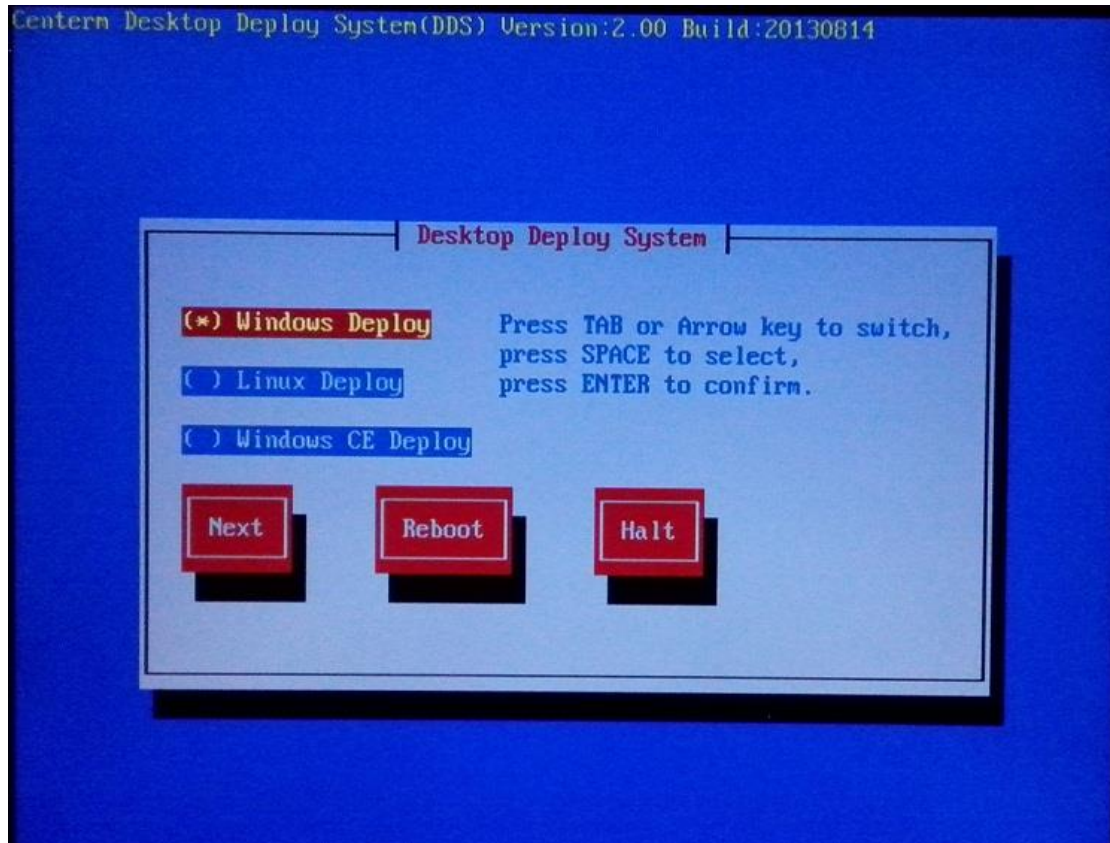 Centerm Desktop Deploy System(DDS) Version:2.00 Build:20130814
Desktop Deploy System
(*) Windows Deploy
Press TAB or Arrow key to switch,
press SPACE to select,
( ) Linux Deploy
press ENTER to confirm.
( ) Windows CE Deploy
Next
Reboot
Halt